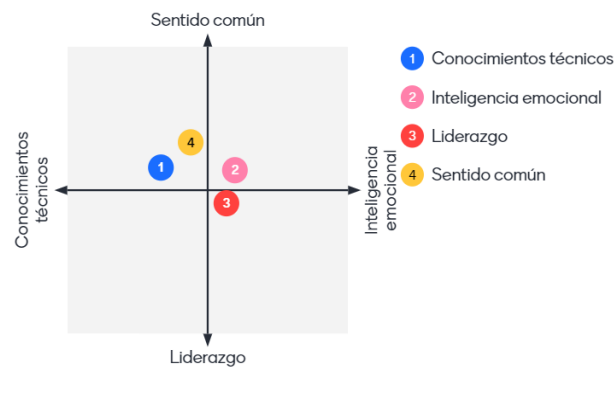 Sentido común
1 Conocimientos técnicos
2 Inteligencia emocional
3 Liderazgo
4 Sentido común
Conocimientos
técnicos
4
1
2
3
Inteligencia
emocional
Liderazgo